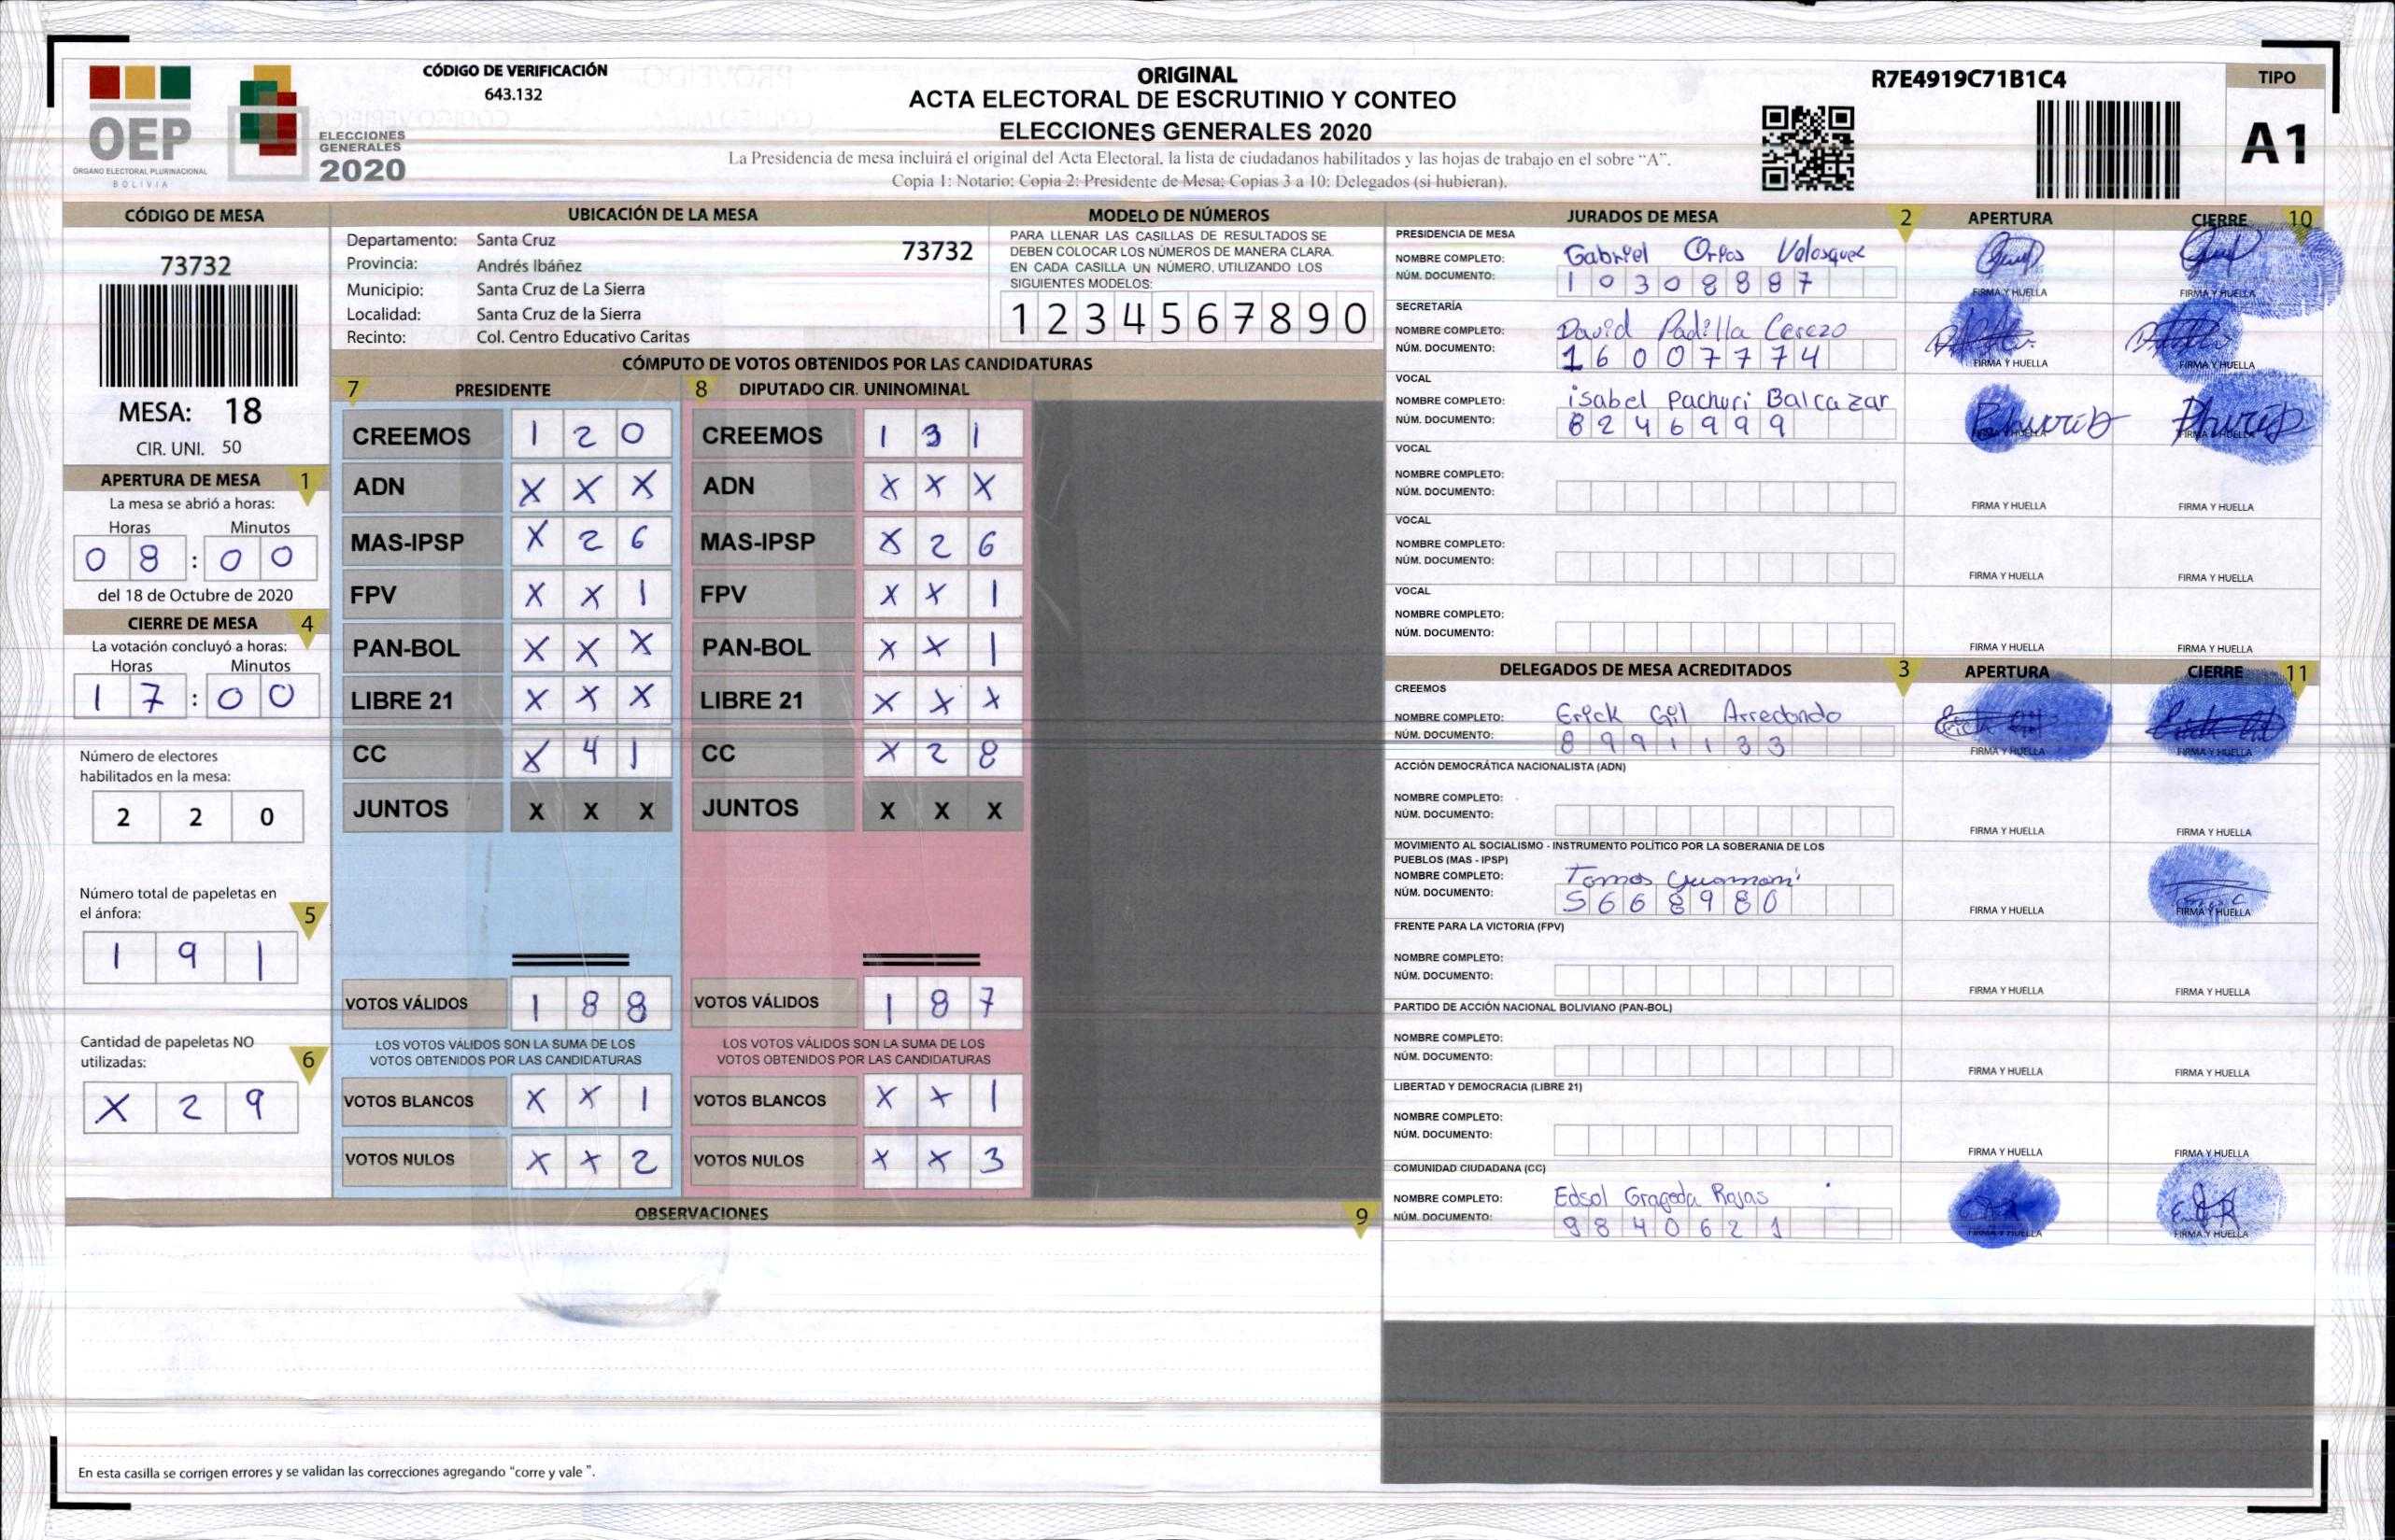 CÓDIGO DE VERIFICACIÓN
643.132
OEP
ÓRGANO ELECTORAL PLURINACIONAL
BOLIVIA
ELECCIONES
GENERALES
2020
ORIGINAL
ACTA ELECTORAL DE ESCRUTINIO Y CONTEO
ELECCIONES GENERALES 2020
La Presidencia de mesa incluirá el original del Acta Electoral, la lista de ciudadanos habilitados y las hojas de trabajo en el sobre "A".
Copia 1: Notario; Copia 2: Presidente de Mesa; Copias 3 a 10: Delegados (si hubieran).
R7E4919C71B1C4
TIPO
A1
CÓDIGO DE MESA
73732
MESA: 18
CIR. UNI. 50
APERTURA DE MESA 1
La mesa se abrió a horas:
Horas Minutos
0 8 : 0 0
del 18 de Octubre de 2020
CIERRE DE MESA 4
La votación concluyó a horas:
Horas Minutos
1 7 : 0 0
Número de electores
habilitados en la mesa:
2 2 0
Número total de papeletas en
el ánfora: 5
1 9 1
Cantidad de papeletas NO
utilizadas: 6
X 2 9
UBICACIÓN DE LA MESA
Departamento: Santa Cruz 73732
Provincia: Andrés Ibáñez
Municipio: Santa Cruz de La Sierra
Localidad: Santa Cruz de la Sierra
Recinto: Col. Centro Educativo Caritas
MODELO DE NÚMEROS
PARA LLENAR LAS CASILLAS DE RESULTADOS SE
DEBEN COLOCAR LOS NÚMEROS DE MANERA CLARA.
EN CADA CASILLA UN NÚMERO, UTILIZANDO LOS
SIGUIENTES MODELOS:
1 2 3 4 5 6 7 8 9 0
CÓMPUTO DE VOTOS OBTENIDOS POR LAS CANDIDATURAS
7 PRESIDENTE 8 DIPUTADO CIR. UNINOMINAL
CREEMOS 1 2 0 CREEMOS 1 3 1
ADN X X X ADN X X X
MAS-IPSP X 2 6 MAS-IPSP X 2 6
FPV X X 1 FPV X X 1
PAN-BOL X X X PAN-BOL X X 1
LIBRE 21 X X X LIBRE 21 X X X
CC X 4 1 CC X 2 8
JUNTOS X X X JUNTOS X X X
VOTOS VÁLIDOS 1 8 8 VOTOS VÁLIDOS 1 8 7
LOS VOTOS VÁLIDOS SON LA SUMA DE LOS LOS VOTOS VÁLIDOS SON LA SUMA DE LOS
VOTOS OBTENIDOS POR LAS CANDIDATURAS VOTOS OBTENIDOS POR LAS CANDIDATURAS
VOTOS BLANCOS X X 1 VOTOS BLANCOS X X 1
VOTOS NULOS X X 2 VOTOS NULOS X X 3
OBSERVACIONES 9
En esta casilla se corrigen errores y se validan las correcciones agregando "corre y vale ".
JURADOS DE MESA 2 APERTURA CIERRE 10
PRESIDENCIA DE MESA
NOMBRE COMPLETO: Gabriel Orpas Velasquez
NÚM. DOCUMENTO: 1 0 3 0 8 8 8 7
FIRMA Y HUELLA FIRMA Y HUELLA
SECRETARÍA
NOMBRE COMPLETO: David Padilla Cerezo
NÚM. DOCUMENTO: 1 6 0 0 7 7 7 4
FIRMA Y HUELLA FIRMA Y HUELLA
VOCAL
NOMBRE COMPLETO: isabel Pachuri Balcazar
NÚM. DOCUMENTO: 8 2 4 6 9 9 9
FIRMA Y HUELLA FIRMA Y HUELLA
VOCAL
NOMBRE COMPLETO:
NÚM. DOCUMENTO:
FIRMA Y HUELLA FIRMA Y HUELLA
VOCAL
NOMBRE COMPLETO:
NÚM. DOCUMENTO:
FIRMA Y HUELLA FIRMA Y HUELLA
VOCAL
NOMBRE COMPLETO:
NÚM. DOCUMENTO:
FIRMA Y HUELLA FIRMA Y HUELLA
DELEGADOS DE MESA ACREDITADOS 3 APERTURA CIERRE 11
CREEMOS
NOMBRE COMPLETO: Erick Gil Arredondo
NÚM. DOCUMENTO: 8 9 9 1 1 3 3
FIRMA Y HUELLA FIRMA Y HUELLA
ACCIÓN DEMOCRÁTICA NACIONALISTA (ADN)
NOMBRE COMPLETO:
NÚM. DOCUMENTO:
FIRMA Y HUELLA FIRMA Y HUELLA
MOVIMIENTO AL SOCIALISMO - INSTRUMENTO POLÍTICO POR LA SOBERANIA DE LOS
PUEBLOS (MAS - IPSP)
NOMBRE COMPLETO: Tomas Guamani
NÚM. DOCUMENTO: 5 6 6 8 9 8 0
FIRMA Y HUELLA FIRMA Y HUELLA
FRENTE PARA LA VICTORIA (FPV)
NOMBRE COMPLETO:
NÚM. DOCUMENTO:
FIRMA Y HUELLA FIRMA Y HUELLA
PARTIDO DE ACCIÓN NACIONAL BOLIVIANO (PAN-BOL)
NOMBRE COMPLETO:
NÚM. DOCUMENTO:
FIRMA Y HUELLA FIRMA Y HUELLA
LIBERTAD Y DEMOCRACIA (LIBRE 21)
NOMBRE COMPLETO:
NÚM. DOCUMENTO:
FIRMA Y HUELLA FIRMA Y HUELLA
COMUNIDAD CIUDADANA (CC)
NOMBRE COMPLETO: Edsol Grageda Rojas
NÚM. DOCUMENTO: 9 8 4 0 6 2 1
FIRMA Y HUELLA FIRMA Y HUELLA